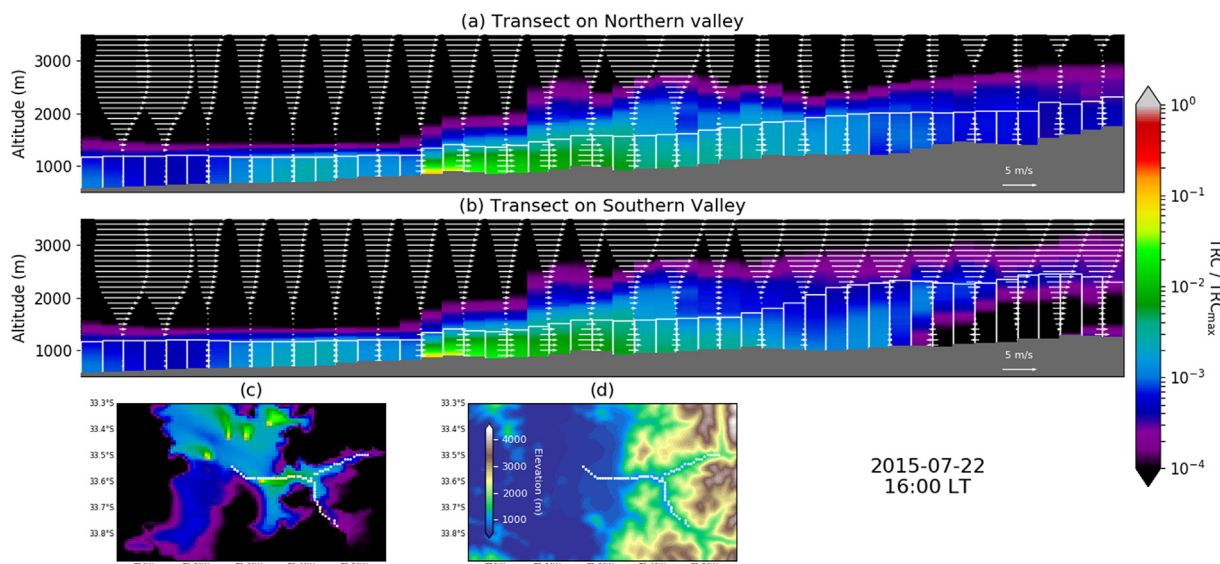 (a) Transect on Northern valley
Altitude (m)
3000
2000
1000
5 m/s
(b) Transect on Southern Valley
Altitude (m)
3000
2000
1000
5 m/s
10⁰
10⁻¹
10⁻²
10⁻³
10⁻⁴
TRC / TRCmax
(c)
33.3°S
33.4°S
33.5°S
33.6°S
33.7°S
33.8°S
(d)
33.3°S
33.4°S
33.5°S
33.6°S
33.7°S
33.8°S
4000
3000
2000
1000
Elevation (m)
2015-07-22
16:00 LT